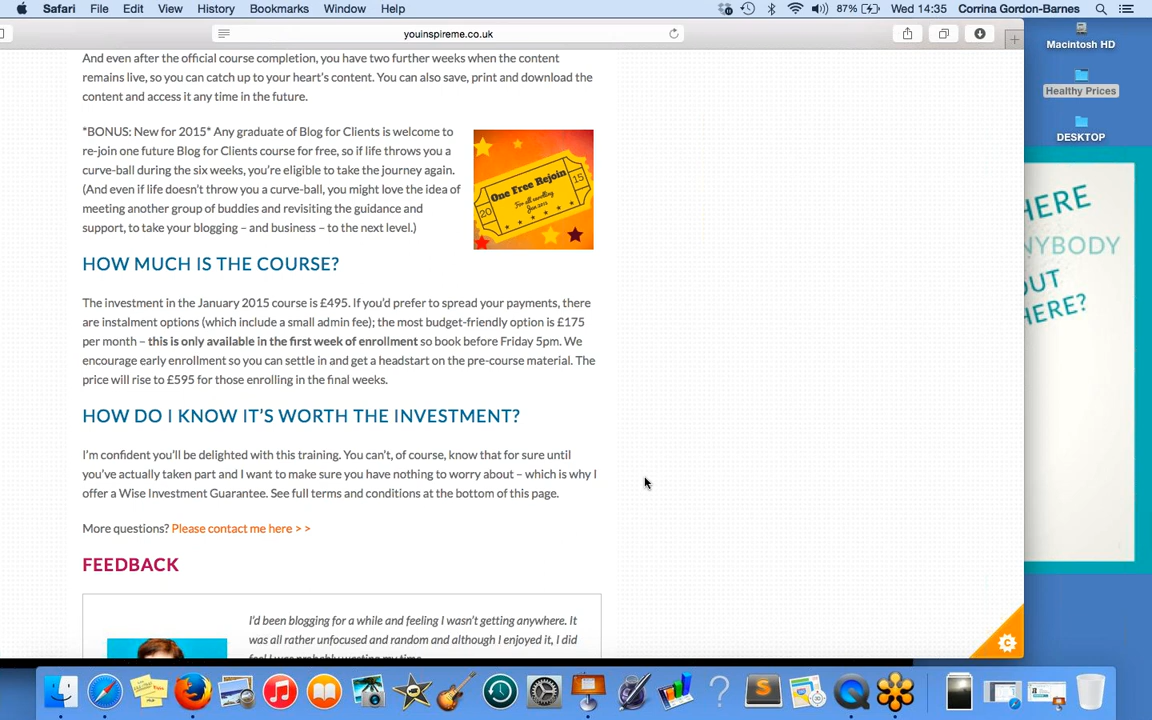 Safari File Edit View History Bookmarks Window Help 87% Wed 14:35 Corrina Gordon-Barnes
youinspireme.co.uk
Macintosh HD
Healthy Prices
DESKTOP
And even after the official course completion, you have two further weeks when the content
remains live, so you can catch up to your heart's content. You can also save, print and download the
content and access it any time in the future.
*BONUS: New for 2015* Any graduate of Blog for Clients is welcome to
re-join one future Blog for Clients course for free, so if life throws you a
curve-ball during the six weeks, you're eligible to take the journey again.
(And even if life doesn't throw you a curve-ball, you might love the idea of
meeting another group of buddies and revisiting the guidance and
support, to take your blogging – and business – to the next level.)
One Free Rejoin
For all enrolling
Jan 2015
20
15
HOW MUCH IS THE COURSE?
The investment in the January 2015 course is £495. If you'd prefer to spread your payments, there
are instalment options (which include a small admin fee); the most budget-friendly option is £175
per month – this is only available in the first week of enrollment so book before Friday 5pm. We
encourage early enrollment so you can settle in and get a headstart on the pre-course material. The
price will rise to £595 for those enrolling in the final weeks.
HOW DO I KNOW IT'S WORTH THE INVESTMENT?
I'm confident you'll be delighted with this training. You can't, of course, know that for sure until
you've actually taken part and I want to make sure you have nothing to worry about – which is why I
offer a Wise Investment Guarantee. See full terms and conditions at the bottom of this page.
More questions? Please contact me here > >
FEEDBACK
I'd been blogging for a while and feeling I wasn't getting anywhere. It
was all rather unfocused and random and although I enjoyed it, I did
feel I was probably wasting my time.
HERE
NYBODY
OUT
HERE?